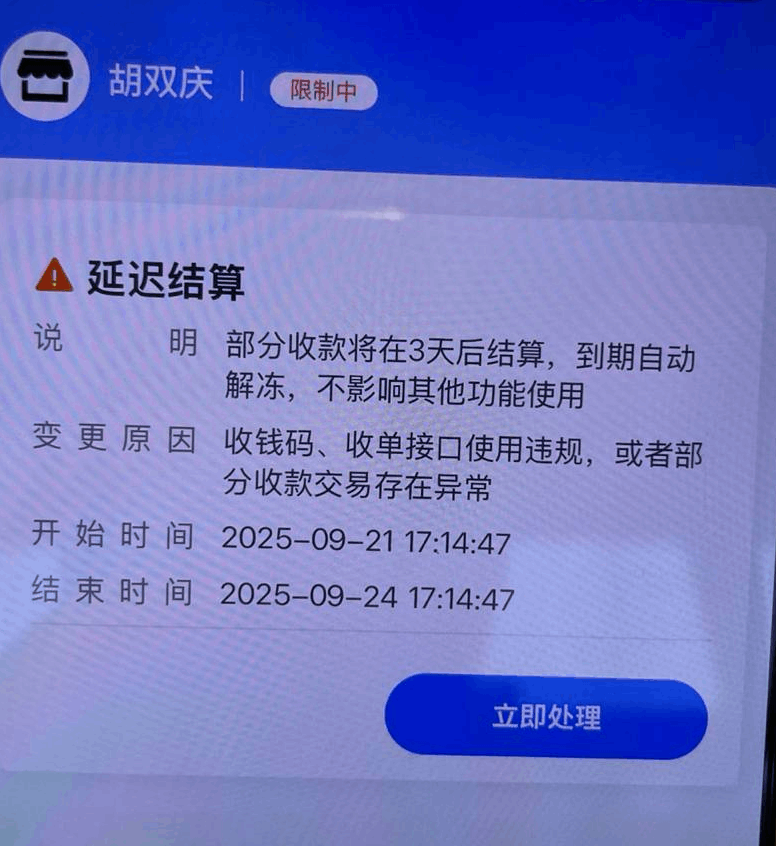 胡双庆 | 限制中
延迟结算
说明 部分收款将在3天后结算，到期自动
解冻，不影响其他功能使用
变更原因 收钱码、收单接口使用违规，或者部
分收款交易存在异常
开始时间 2025-09-21 17:14:47
结束时间 2025-09-24 17:14:47
立即处理